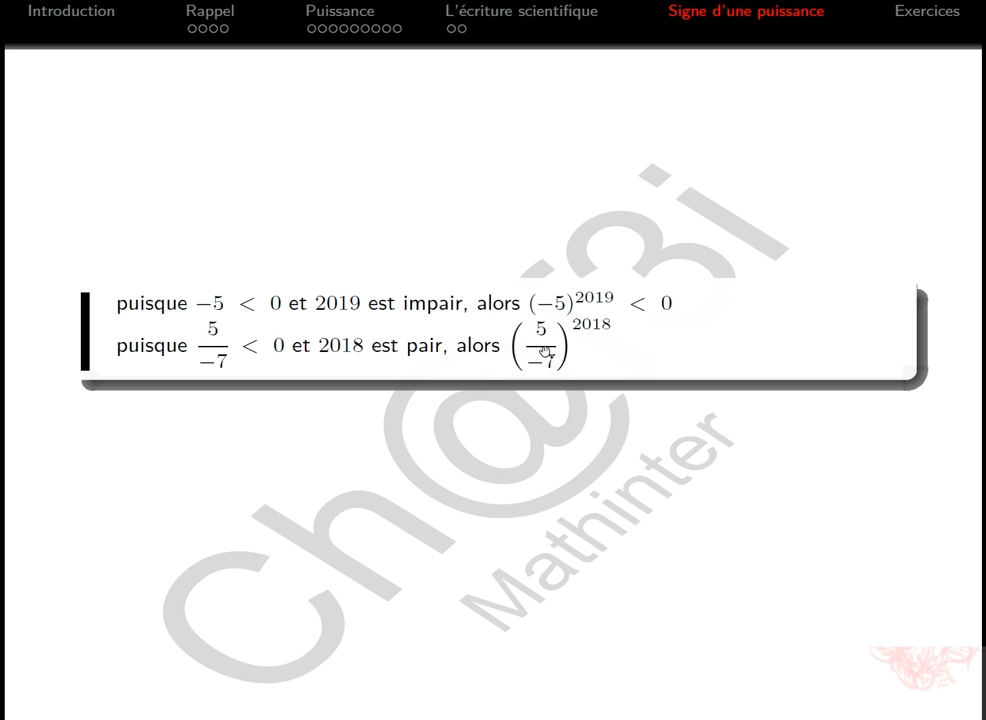 Introduction Rappel Puissance L'écriture scientifique Signe d'une puissance Exercices
puisque −5 < 0 et 2019 est impair, alors (−5)^2019 < 0
puisque 5/−7 < 0 et 2018 est pair, alors (5/−7)^2018
Ch@f3i
Mathinter